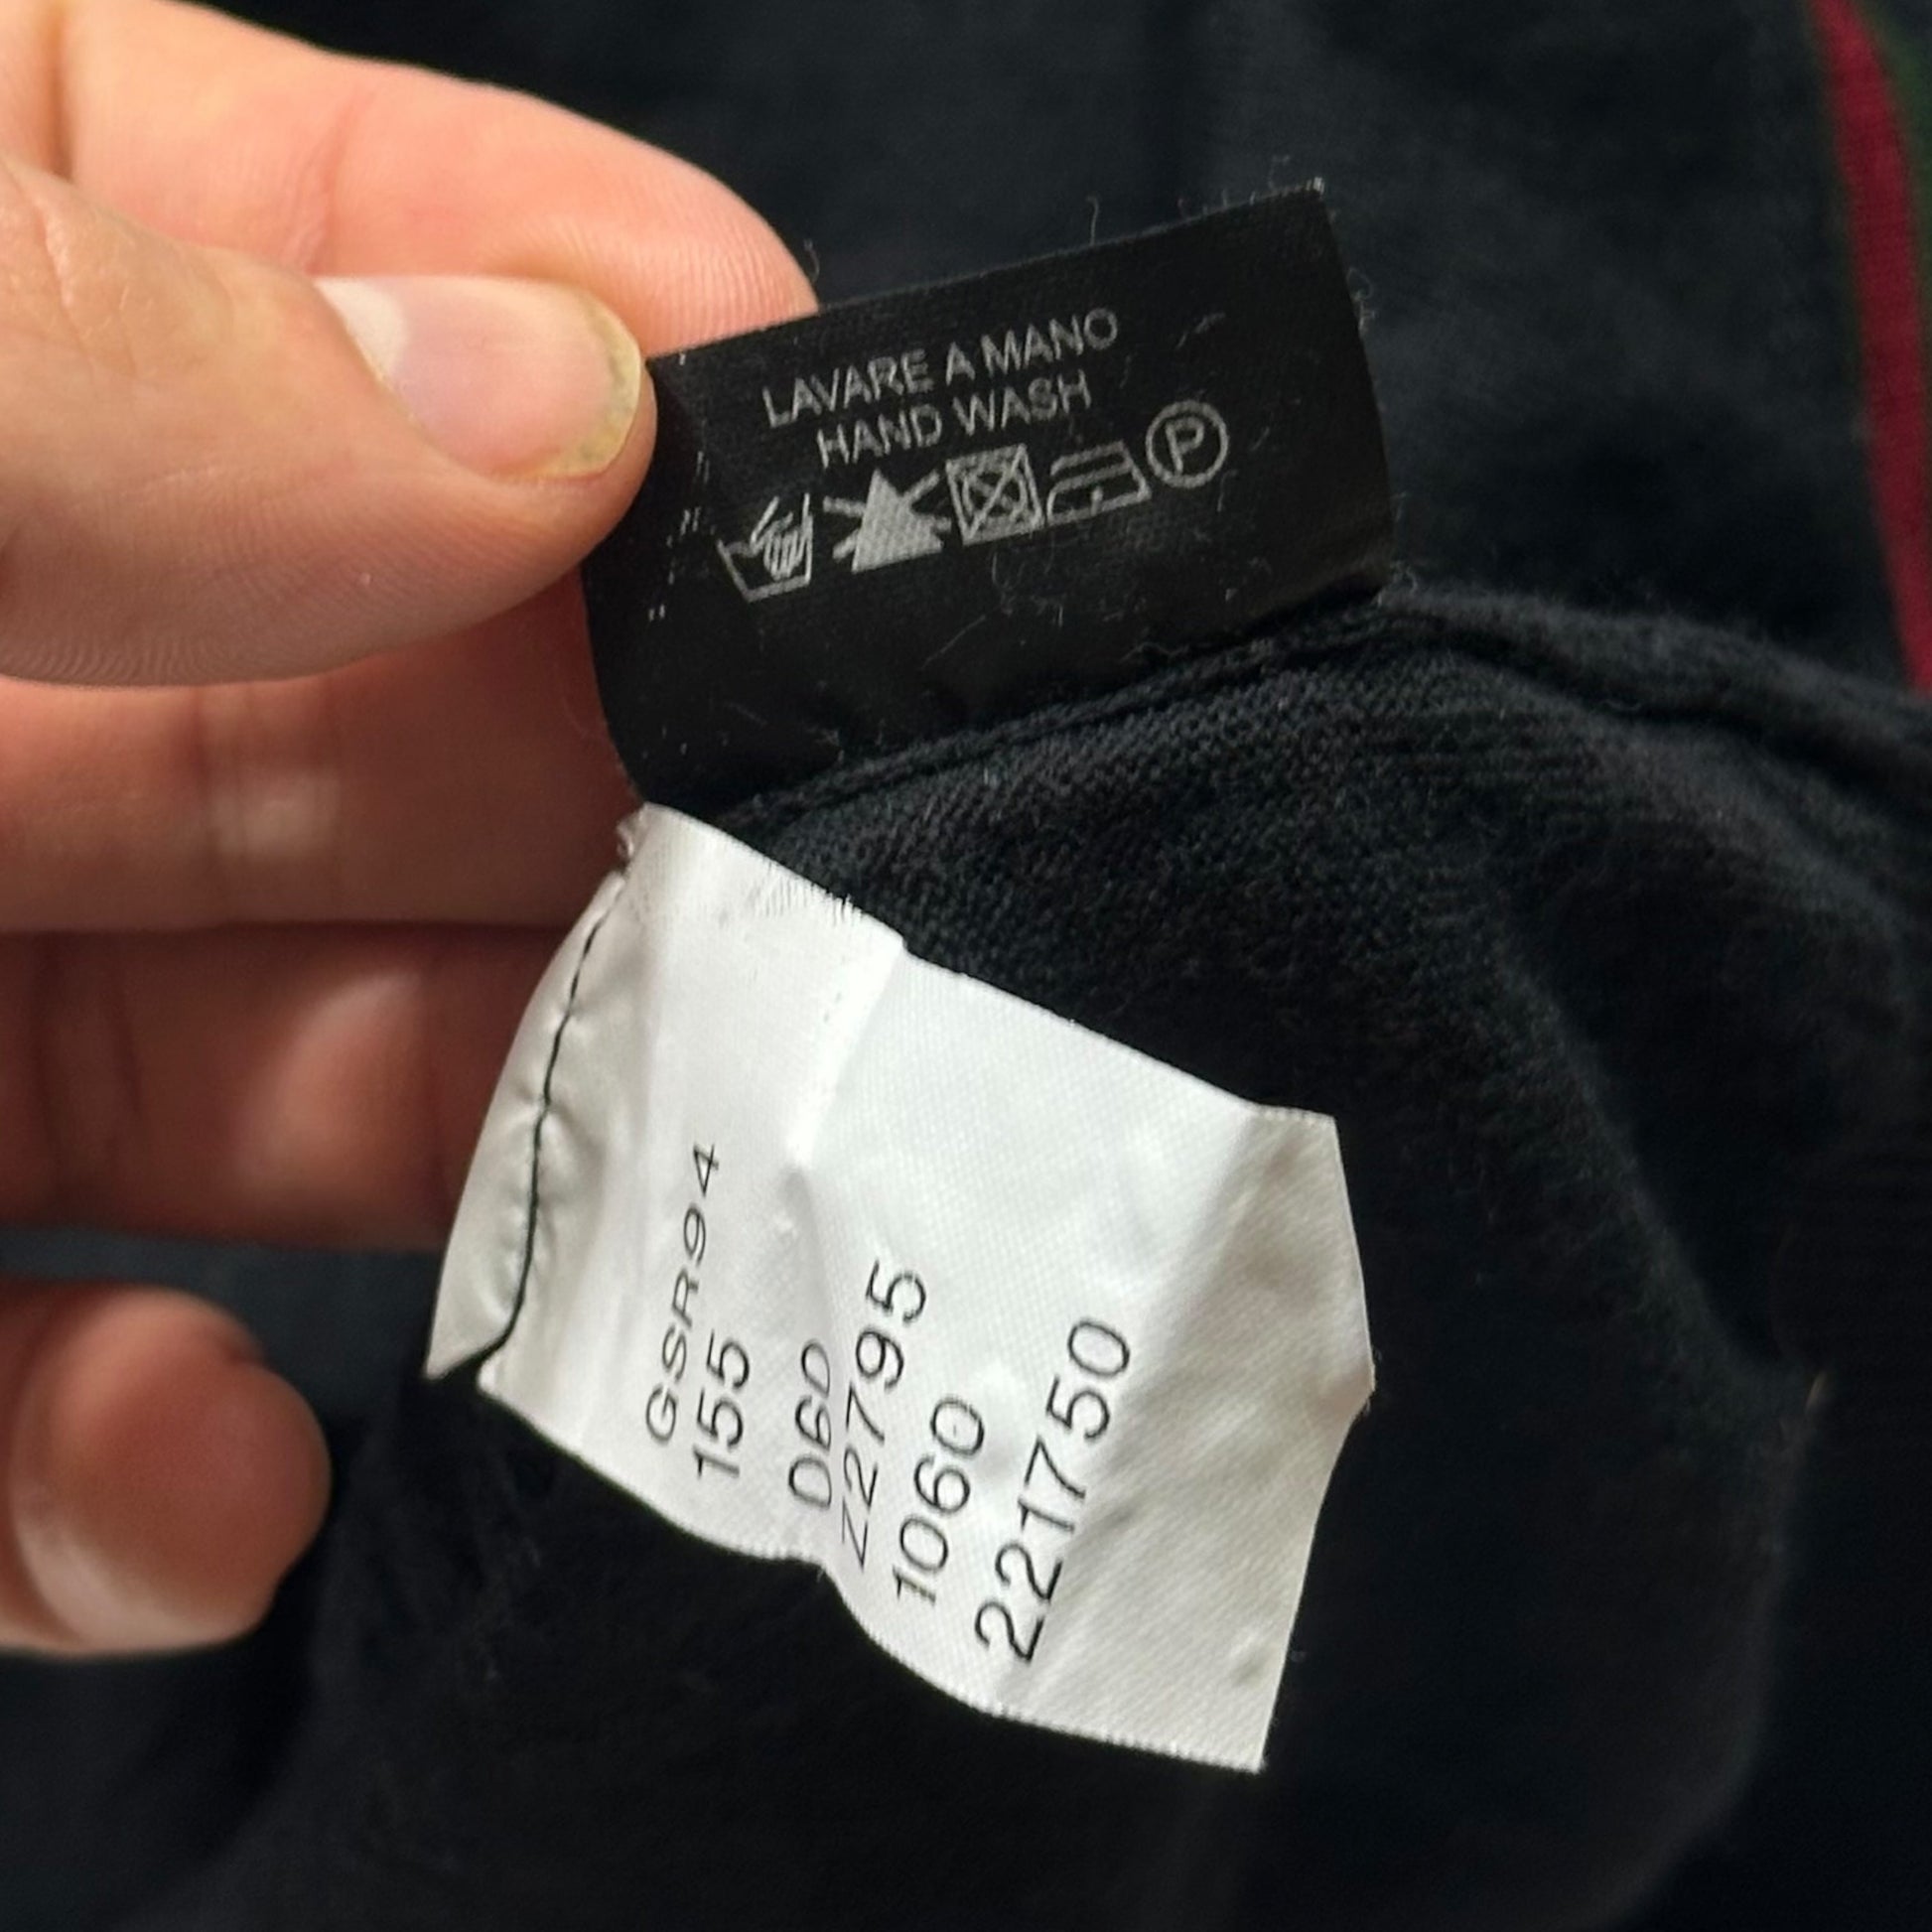 LAVARE A MANO
HAND WASH
P
GSR94
155
D6D
Z2795
1060
221750